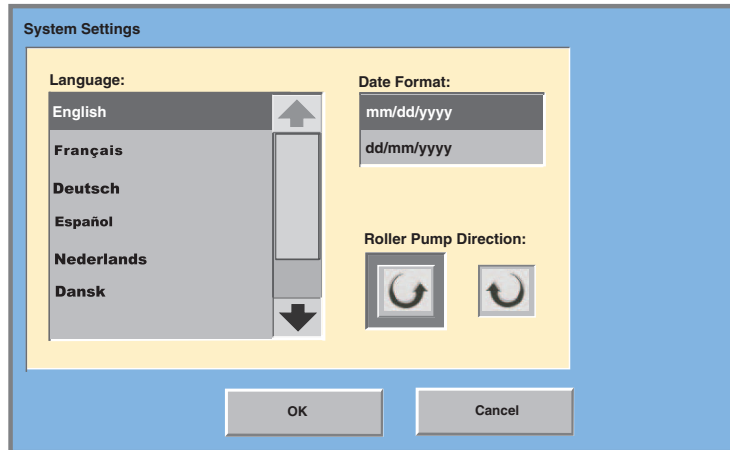 System Settings
Language:
English
Français
Deutsch
Español
Nederlands
Dansk
Date Format:
mm/dd/yyyy
dd/mm/yyyy
Roller Pump Direction:
OK
Cancel